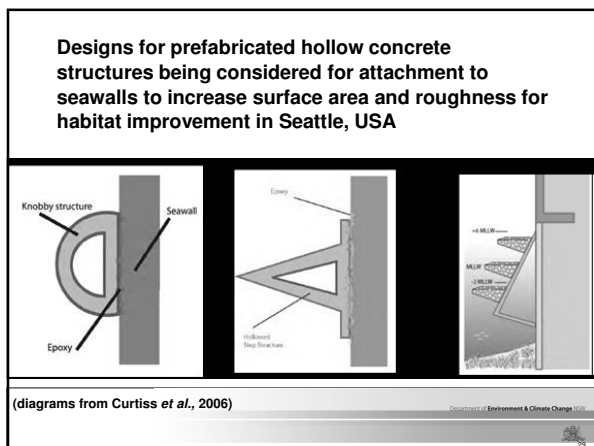 Designs for prefabricated hollow concrete
structures being considered for attachment to
seawalls to increase surface area and roughness for
habitat improvement in Seattle, USA
Knobby structure
Seawall
Epoxy
Epoxy
Hollowed
Step Structure
+6 MLLW
MLLW
-2 MLLW
(diagrams from Curtiss et al., 2006)
Department of Environment & Climate Change NSW
29